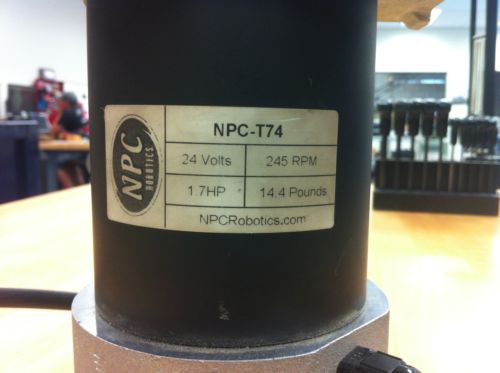 NPC
ROBOTICS
NPC-T74
24 Volts 245 RPM
1.7HP 14.4 Pounds
NPCRobotics.com